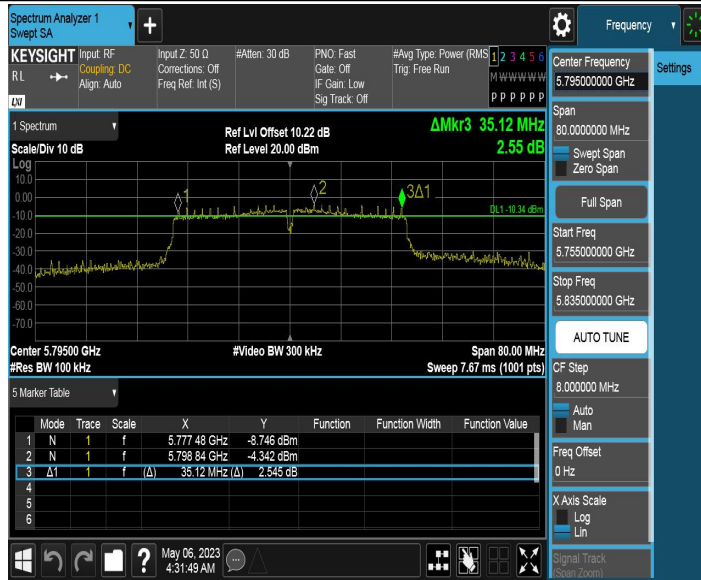 Spectrum Analyzer 1
Swept SA
+
Frequency
KEYSIGHT
RL
LXI
Input: RF
Coupling: DC
Align: Auto
Input Z: 50 Ω
Corrections: Off
Freq Ref: Int (S)
#Atten: 30 dB
PNO: Fast
Gate: Off
IF Gain: Low
Sig Track: Off
#Avg Type: Power (RMS
Trig: Free Run
1 2 3 4 5 6
M W W W W W
P P P P P P
1 Spectrum
Scale/Div 10 dB
Ref Lvl Offset 10.22 dB
Ref Level 20.00 dBm
ΔMkr3 35.12 MHz
2.55 dB
Log
10.0
0.00
-10.0
-20.0
-30.0
-40.0
-50.0
-60.0
-70.0
1
2
3Δ1
DL1 -10.34 dBm
Center 5.79500 GHz
#Res BW 100 kHz
#Video BW 300 kHz
Span 80.00 MHz
Sweep 7.67 ms (1001 pts)
5 Marker Table
Mode Trace Scale X Y Function Function Width Function Value
1 N 1 f 5.777 48 GHz -8.746 dBm
2 N 1 f 5.798 84 GHz -4.342 dBm
3 Δ1 1 f (Δ) 35.12 MHz (Δ) 2.545 dB
4
5
6
?
May 06, 2023
4:31:49 AM
Center Frequency
5.795000000 GHz
Settings
Span
80.0000000 MHz
Swept Span
Zero Span
Full Span
Start Freq
5.755000000 GHz
Stop Freq
5.835000000 GHz
AUTO TUNE
CF Step
8.000000 MHz
Auto
Man
Freq Offset
0 Hz
X Axis Scale
Log
Lin
Signal Track
(Span Zoom)